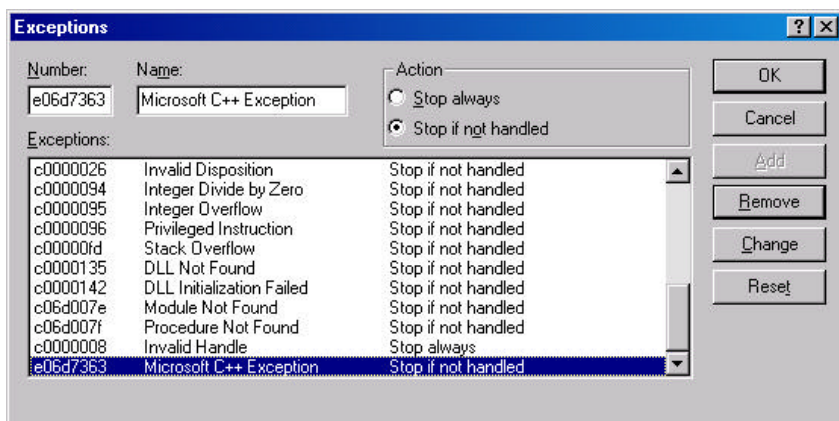 Exceptions
Number: Name: Action
e06d7363 Microsoft C++ Exception
Stop always
Stop if not handled
Exceptions:
c0000026 Invalid Disposition Stop if not handled
c0000094 Integer Divide by Zero Stop if not handled
c0000095 Integer Overflow Stop if not handled
c0000096 Privileged Instruction Stop if not handled
c00000fd Stack Overflow Stop if not handled
c0000135 DLL Not Found Stop if not handled
c0000142 DLL Initialization Failed Stop if not handled
c06d007e Module Not Found Stop if not handled
c06d007f Procedure Not Found Stop if not handled
c0000008 Invalid Handle Stop always
e06d7363 Microsoft C++ Exception Stop if not handled
OK
Cancel
Add
Remove
Change
Reset